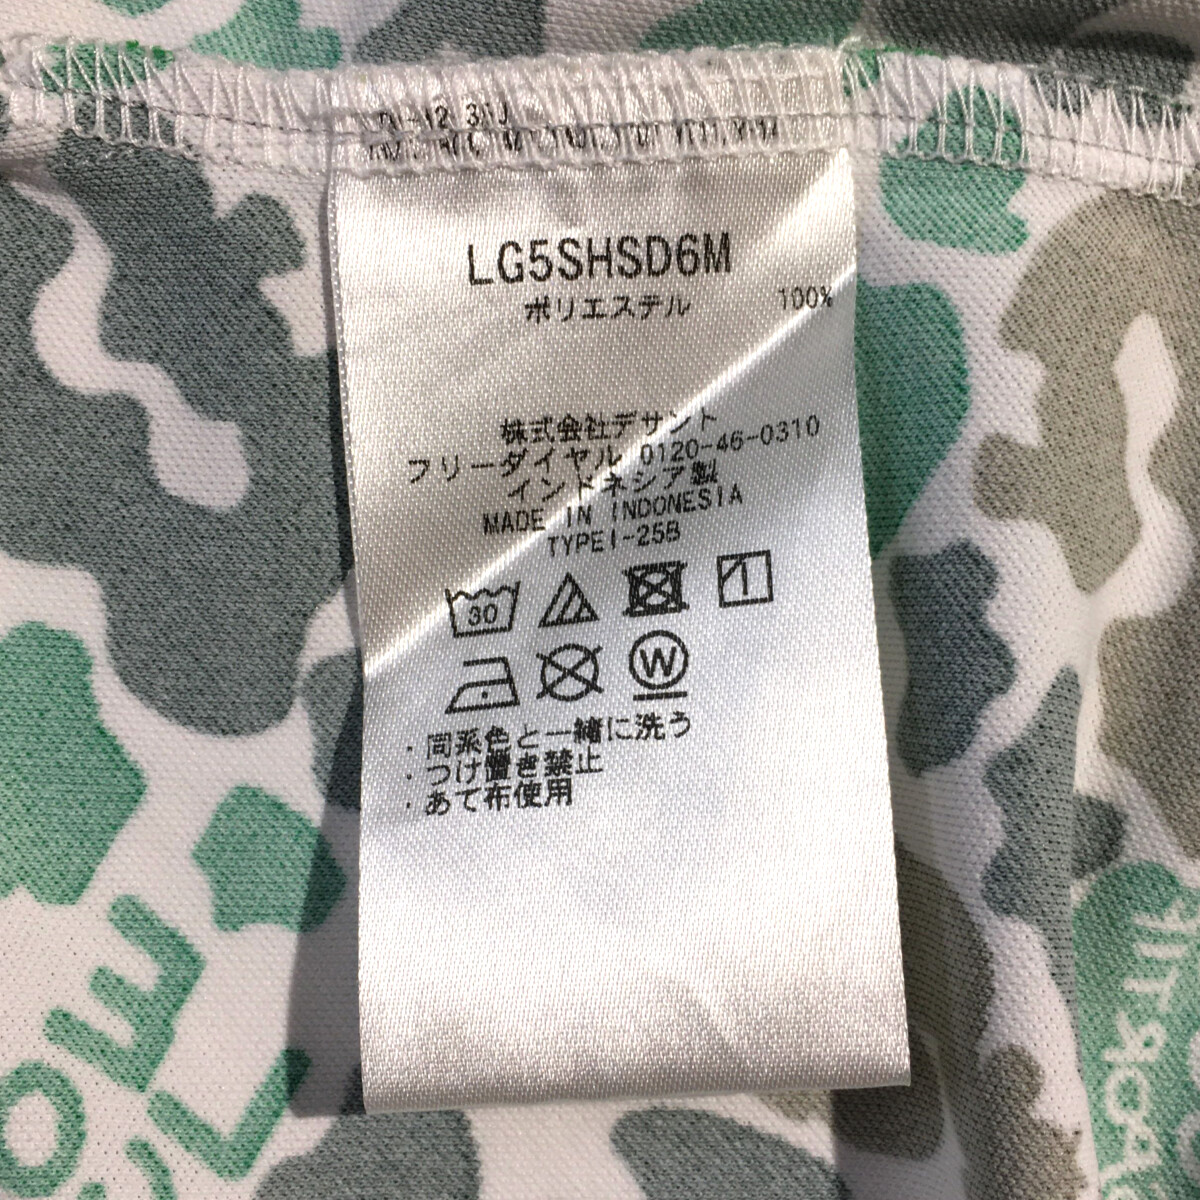 LG5SHSD6M
ポリエステル 100%
株式会社デサント
フリーダイヤル 0120-46-0310
インドネシア製
MADE IN INDONESIA
TYPEI-25B
30
W
・同系色と一緒に洗う
・つけ置き禁止
・あて布使用